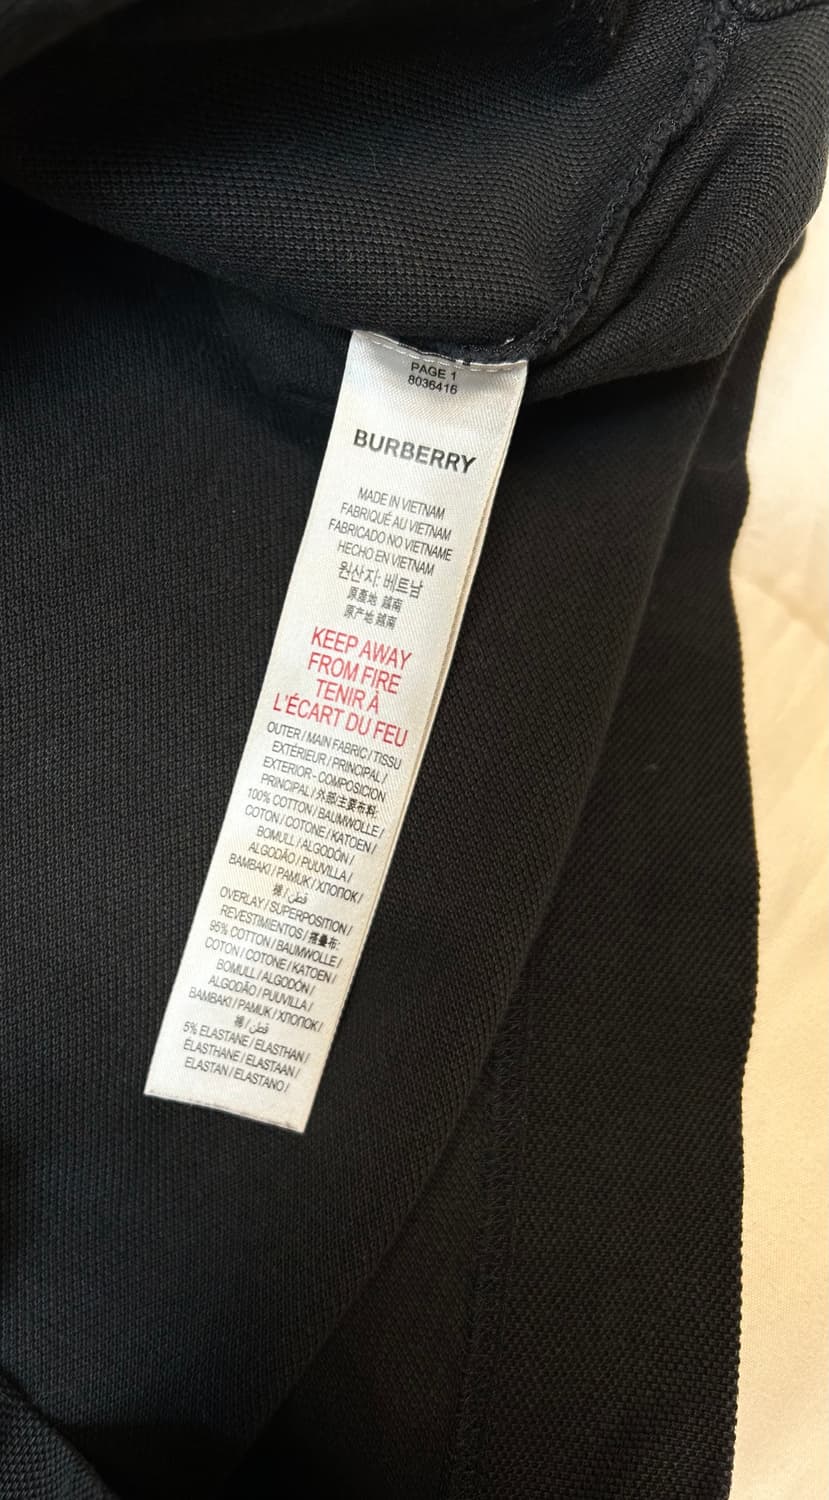 PAGE 1
8036416
BURBERRY
MADE IN VIETNAM
FABRIQUÉ AU VIETNAM
FABRICADO NO VIETNAME
HECHO EN VIETNAM
원산지: 베트남
原產地 越南
原产地 越南
KEEP AWAY
FROM FIRE
TENIR À
L'ÉCART DU FEU
OUTER / MAIN FABRIC / TISSU
EXTÉRIEUR / PRINCIPAL /
EXTERIOR - COMPOSICION
PRINCIPAL / 外部/主要布料:
100% COTTON / BAUMWOLLE /
COTON / COTONE / KATOEN /
BOMULL / ALGODÓN /
ALGODÃO / PUUVILLA /
BAMBAKI / PAMUK / ХЛОПОК /
棉 / قطن
OVERLAY / SUPERPOSITION /
REVESTIMIENTOS / 搭疊布:
95% COTTON / BAUMWOLLE /
COTON / COTONE / KATOEN /
BOMULL / ALGODÓN /
ALGODÃO / PUUVILLA /
BAMBAKI / PAMUK / ХЛОПОК /
棉 / قطن
5% ELASTANE / ELASTHAN /
ÉLASTHANE / ELASTAAN /
ELASTAN / ELASTANO /